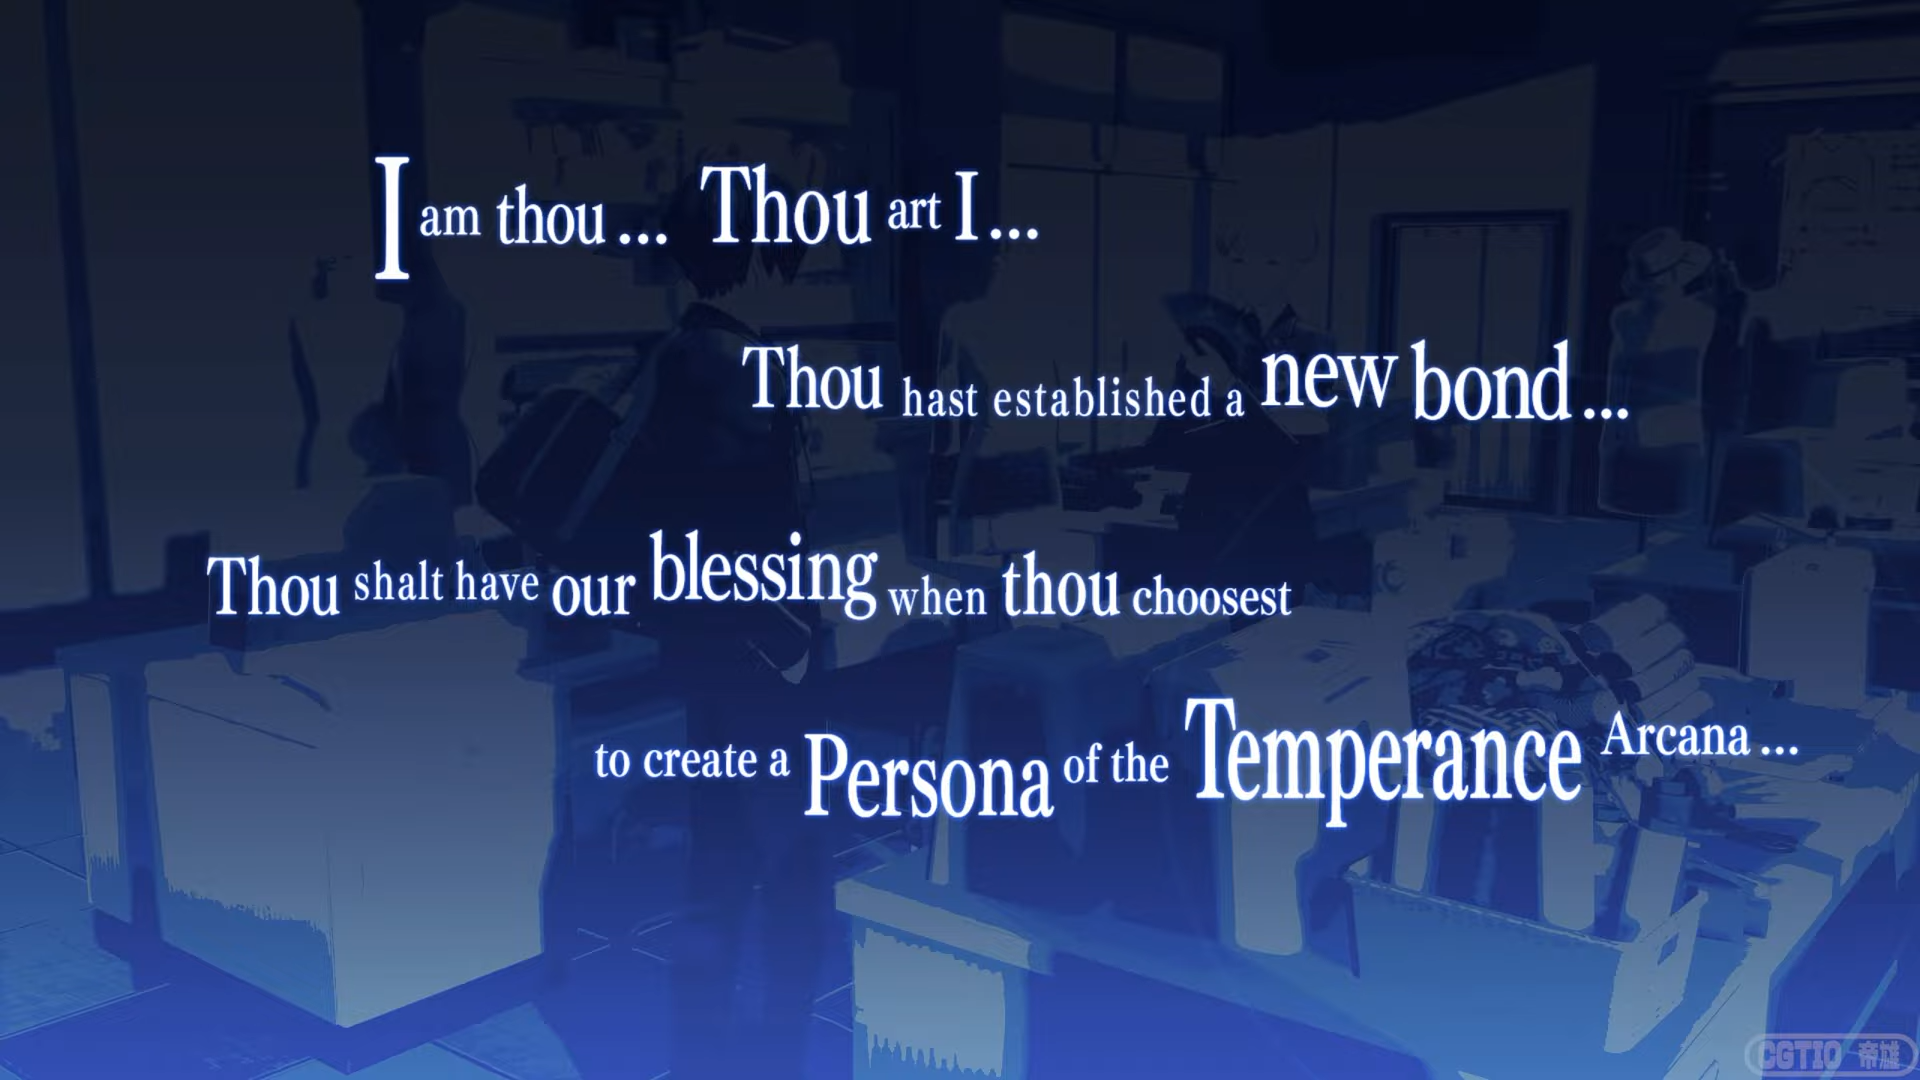 I am thou... Thou art I...
Thou hast established a new bond...
Thou shalt have our blessing when thou choosest
to create a Persona of the Temperance Arcana...
CGTIO 帝雄